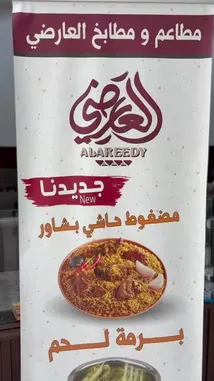 مطاعم و مطابخ العارضي
العارضي
ALAREEDY
جديدنا
New
مضغوط حاشي بشاور
برمة لحم